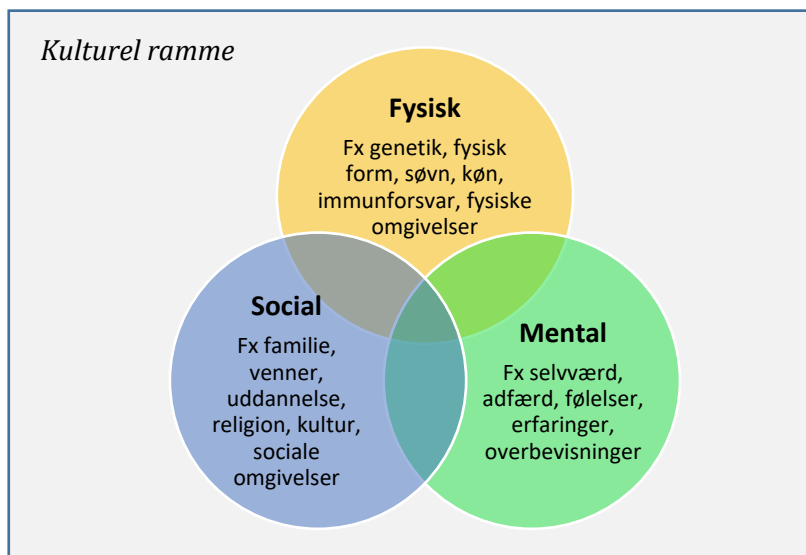 Kulturel ramme
Fysisk
Fx genetik, fysisk
form, søvn, køn,
immunforsvar, fysiske
omgivelser
Social
Fx familie,
venner,
uddannelse,
religion, kultur,
sociale
omgivelser
Mental
Fx selvværd,
adfærd, følelser,
erfaringer,
overbevisninger